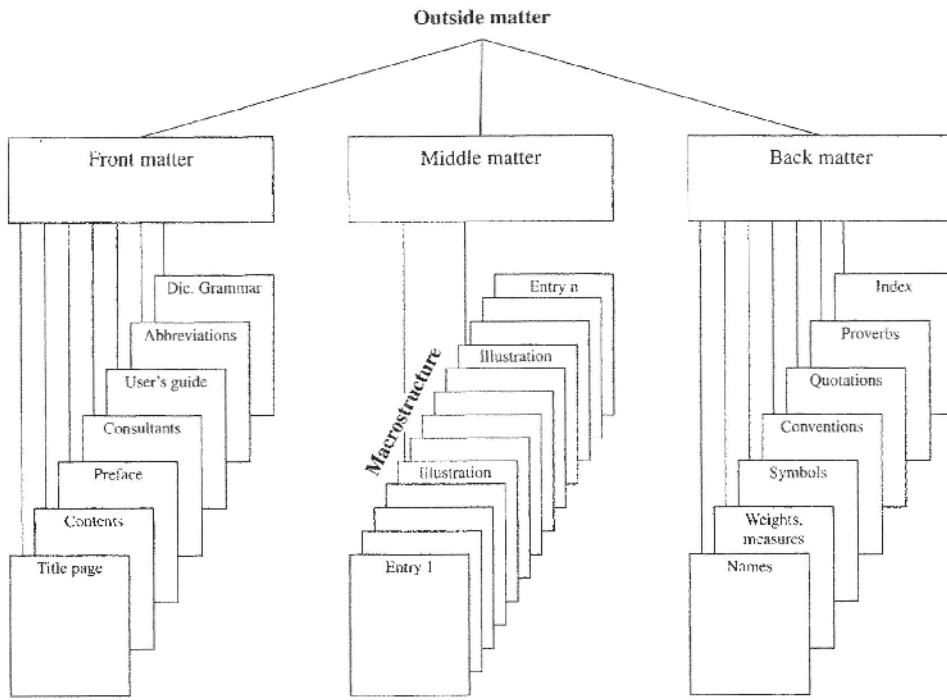 Outside matter
Front matter
Middle matter
Back matter
Dic. Grammar
Abbreviations
User's guide
Consultants
Preface
Contents
Title page
Macrostructure
Entry n
Illustration
Illustration
Entry 1
Index
Proverbs
Quotations
Conventions
Symbols
Weights,
measures
Names